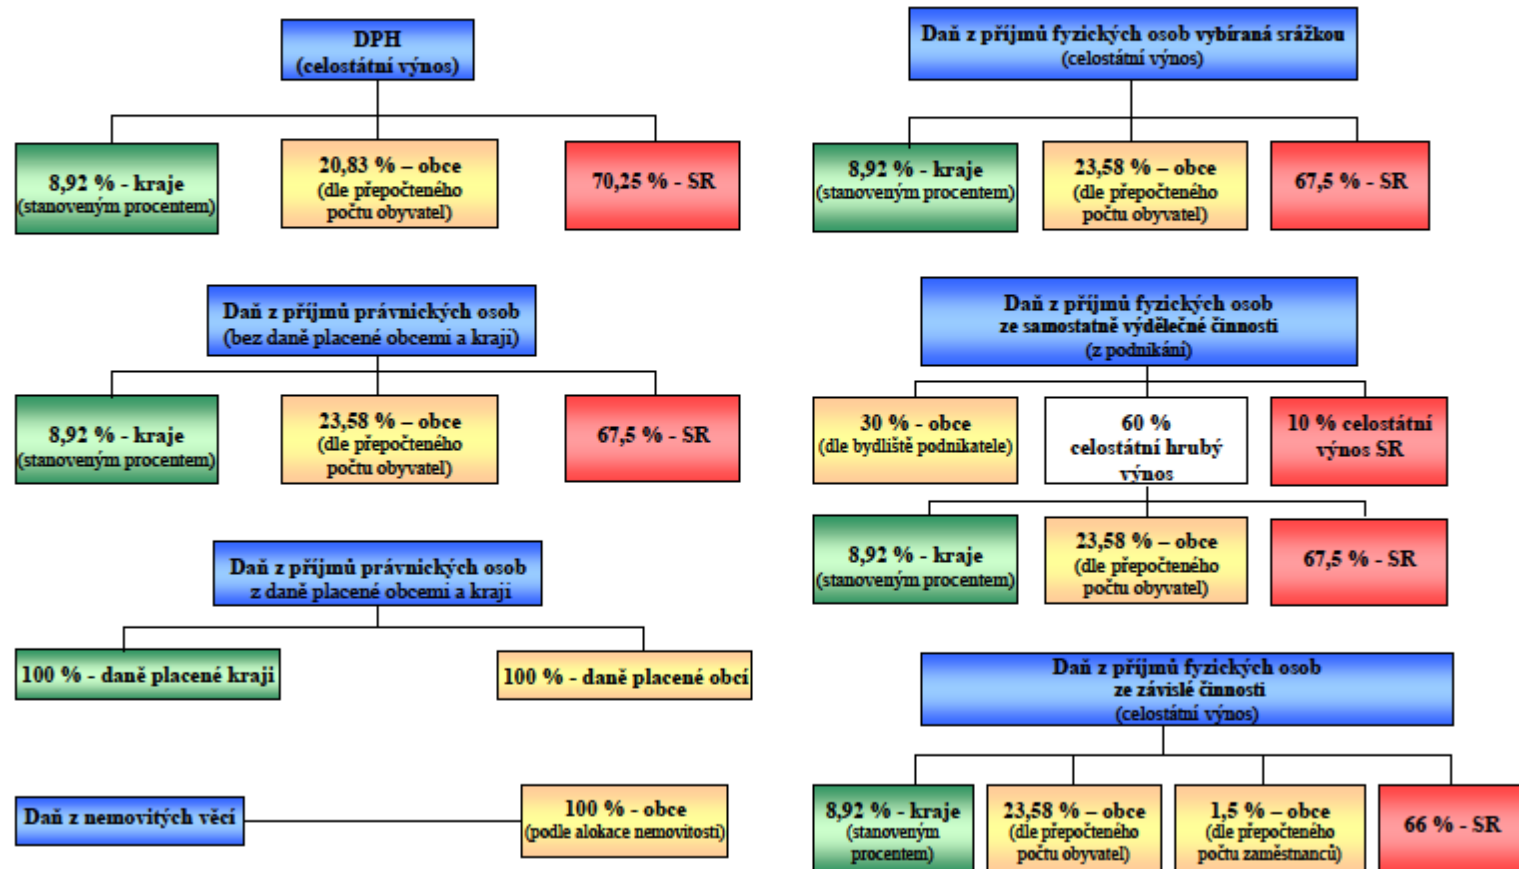 DPH
(celostátní výnos)
8,92 % - kraje
(stanoveným procentem)
20,83 % – obce
(dle přepočteného
počtu obyvatel)
70,25 % - SR
Daň z příjmů právnických osob
(bez daně placené obcemi a kraji)
8,92 % - kraje
(stanoveným procentem)
23,58 % – obce
(dle přepočteného
počtu obyvatel)
67,5 % - SR
Daň z příjmů právnických osob
z daně placené obcemi a kraji
100 % - daně placené kraji
100 % - daně placené obcí
Daň z nemovitých věcí
100 % - obce
(podle alokace nemovitosti)
Daň z příjmů fyzických osob vybíraná srážkou
(celostátní výnos)
8,92 % - kraje
(stanoveným procentem)
23,58 % – obce
(dle přepočteného
počtu obyvatel)
67,5 % - SR
Daň z příjmů fyzických osob
ze samostatně výdělečné činnosti
(z podnikání)
30 % - obce
(dle bydliště podnikatele)
60 %
celostátní hrubý
výnos
10 % celostátní
výnos SR
8,92 % - kraje
(stanoveným procentem)
23,58 % – obce
(dle přepočteného
počtu obyvatel)
67,5 % - SR
Daň z příjmů fyzických osob
ze závislé činnosti
(celostátní výnos)
8,92 % - kraje
(stanoveným
procentem)
23,58 % – obce
(dle přepočteného
počtu obyvatel)
1,5 % – obce
(dle přepočteného
počtu zaměstnanců)
66 % - SR